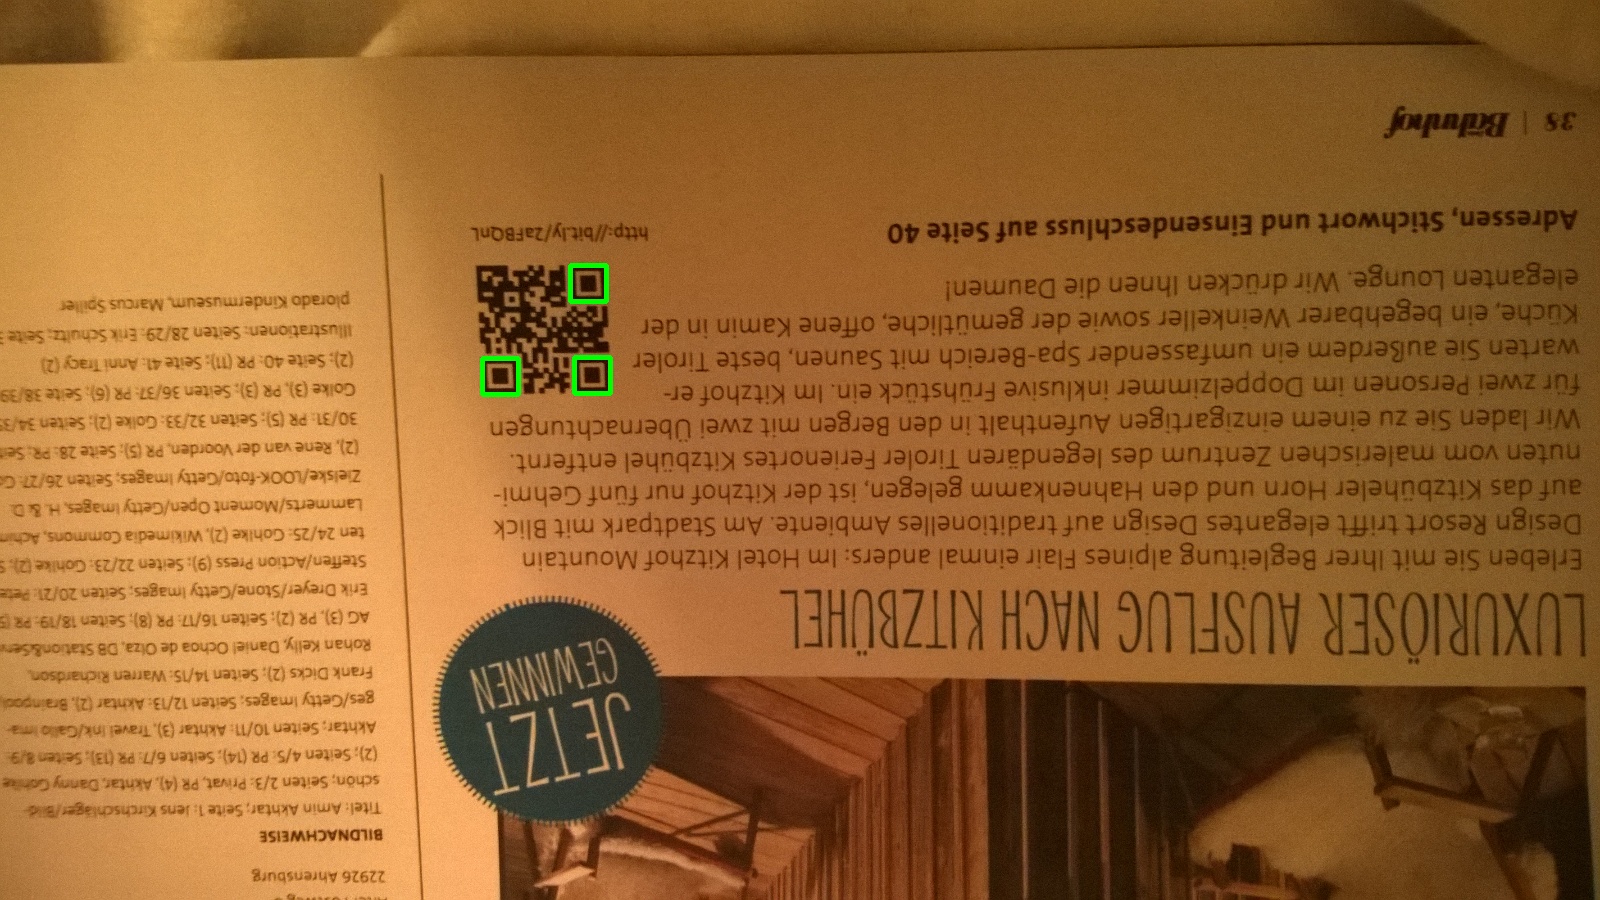 JETZT
GEWINNEN
LUXURIÖSER AUSFLUG NACH KITZBÜHEL
Erleben Sie mit Ihrer Begleitung alpines Flair einmal anders: Im Hotel Kitzhof Mountain
Design Resort trifft elegantes Design auf traditionelles Ambiente. Am Stadtpark mit Blick
auf das Kitzbüheler Horn und den Hahnenkamm gelegen, ist der Kitzhof nur fünf Gehmi-
nuten vom malerischen Zentrum des legendären Tiroler Ferienortes Kitzbühel entfernt.
Wir laden Sie zu einem einzigartigen Aufenthalt in den Bergen mit zwei Übernachtungen
für zwei Personen im Doppelzimmer inklusive Frühstück ein. Im Kitzhof er-
warten Sie außerdem ein umfassender Spa-Bereich mit Saunen, beste Tiroler
Küche, ein begehbarer Weinkeller sowie der gemütliche, offene Kamin in der
eleganten Lounge. Wir drücken Ihnen die Daumen!
Adressen, Stichwort und Einsendeschluss auf Seite 40
http://bit.ly/2aFBQnL
38 | Mein Bahnhof
22926 Ahrensburg
BILDNACHWEISE
Titel: Amin Akhtar; Seite 1: Jens Kirchschläger/Bild-
schön; Seiten 2/3: Privat, PR (4), Akhtar, Danny Gohlke
(2); Seiten 4/5: PR (14); Seiten 6/7: PR (13); Seiten 8/9:
Akhtar; Seiten 10/11: Akhtar (3), Travel Ink/Gallo Ima-
ges/Getty Images; Seiten 12/13: Akhtar (2), Brainpool
Frank Dicks (2); Seiten 14/15: Warren Richardson,
Rohan Kelly, Daniel Ochoa de Olza, DB Station&Serv
AG (3), PR (2); Seiten 16/17: PR (8); Seiten 18/19: PR (5
Erik Dreyer/Stone/Getty Images; Seiten 20/21: Pete
Steffen/Action Press (9); Seiten 22/23: Gohlke (2); S
ten 24/25: Gohlke (2), Wikimedia Commons, Achim
Lammerts/Moment Open/Getty Images, H. & D.
Zielske/LOOK-foto/Getty Images; Seiten 26/27: Go
(2), Rene van der Voorden, PR (5); Seite 28: PR; Seit
30/31: PR (5); Seiten 32/33: Golke (2); Seiten 34/35
Golke (3), PR (3); Seiten 36/37: PR (6); Seite 38/39
(2); Seite 40: PR (11); Seite 41: Anni Tracy (2)
Illustrationen: Seiten 28/29: Erik Schultz; Seite 3
plorado Kindermuseum, Marcus Spiller